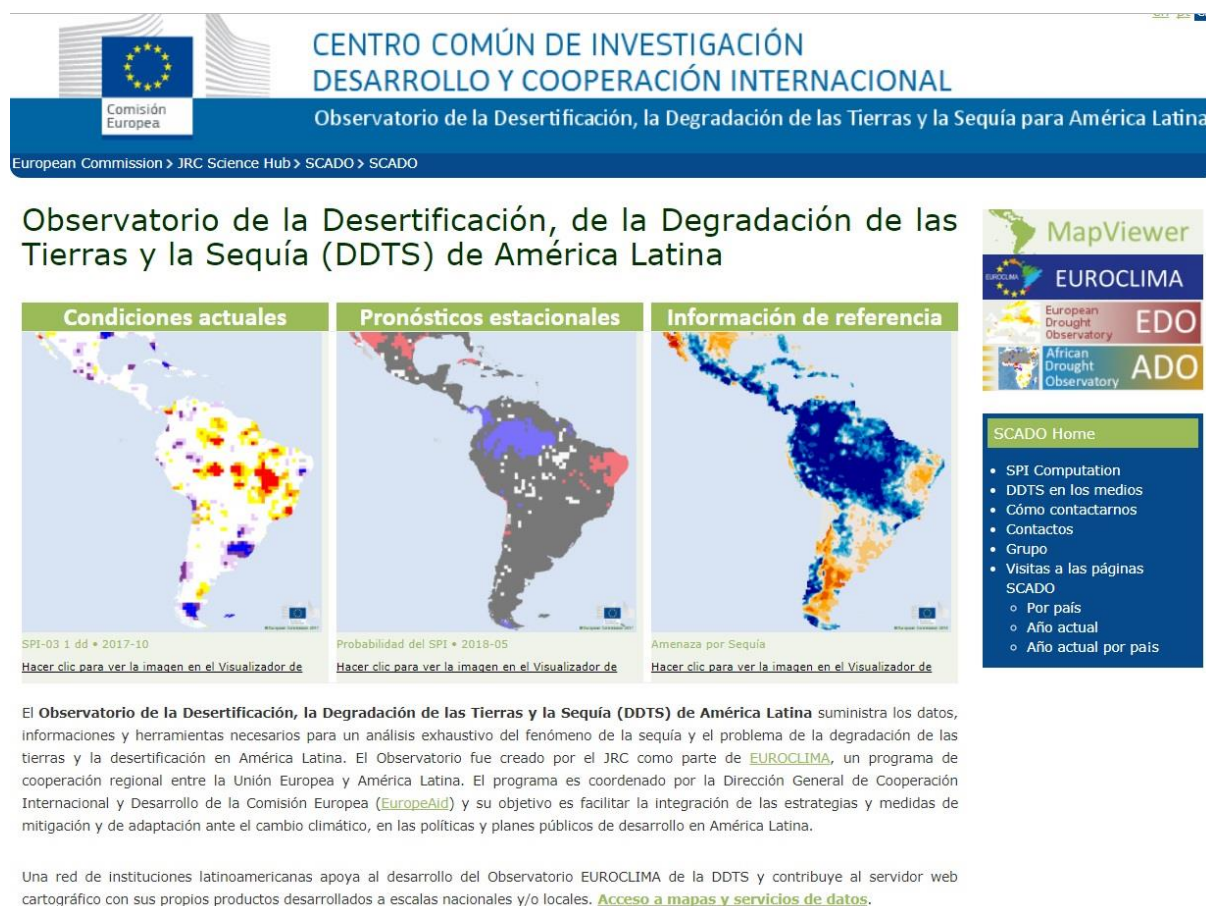 CENTRO COMÚN DE INVESTIGACIÓN
DESARROLLO Y COOPERACIÓN INTERNACIONAL
Comisión
Europea
Observatorio de la Desertificación, la Degradación de las Tierras y la Sequía para América Latina
European Commission > JRC Science Hub > SCADO > SCADO
Observatorio de la Desertificación, de la Degradación de las
Tierras y la Sequía (DDTS) de América Latina
Condiciones actuales
SPI-03 1 dd • 2017-10
Hacer clic para ver la imagen en el Visualizador de
Pronósticos estacionales
Probabilidad del SPI • 2018-05
Hacer clic para ver la imagen en el Visualizador de
Información de referencia
Amenaza por Sequía
Hacer clic para ver la imagen en el Visualizador de
MapViewer
EUROCLIMA
EUROCLIMA
European
Drought
Observatory
EDO
African
Drought
Observatory
ADO
SCADO Home
• SPI Computation
• DDTS en los medios
• Cómo contactarnos
• Contactos
• Grupo
• Visitas a las páginas
SCADO
Por país
Año actual
Año actual por pais
El Observatorio de la Desertificación, la Degradación de las Tierras y la Sequía (DDTS) de América Latina suministra los datos,
informaciones y herramientas necesarios para un análisis exhaustivo del fenómeno de la sequía y el problema de la degradación de las
tierras y la desertificación en América Latina. El Observatorio fue creado por el JRC como parte de EUROCLIMA, un programa de
cooperación regional entre la Unión Europea y América Latina. El programa es coordenado por la Dirección General de Cooperación
Internacional y Desarrollo de la Comisión Europea (EuropeAid) y su objetivo es facilitar la integración de las estrategias y medidas de
mitigación y de adaptación ante el cambio climático, en las políticas y planes públicos de desarrollo en América Latina.
Una red de instituciones latinoamericanas apoya al desarrollo del Observatorio EUROCLIMA de la DDTS y contribuye al servidor web
cartográfico con sus propios productos desarrollados a escalas nacionales y/o locales. Acceso a mapas y servicios de datos.